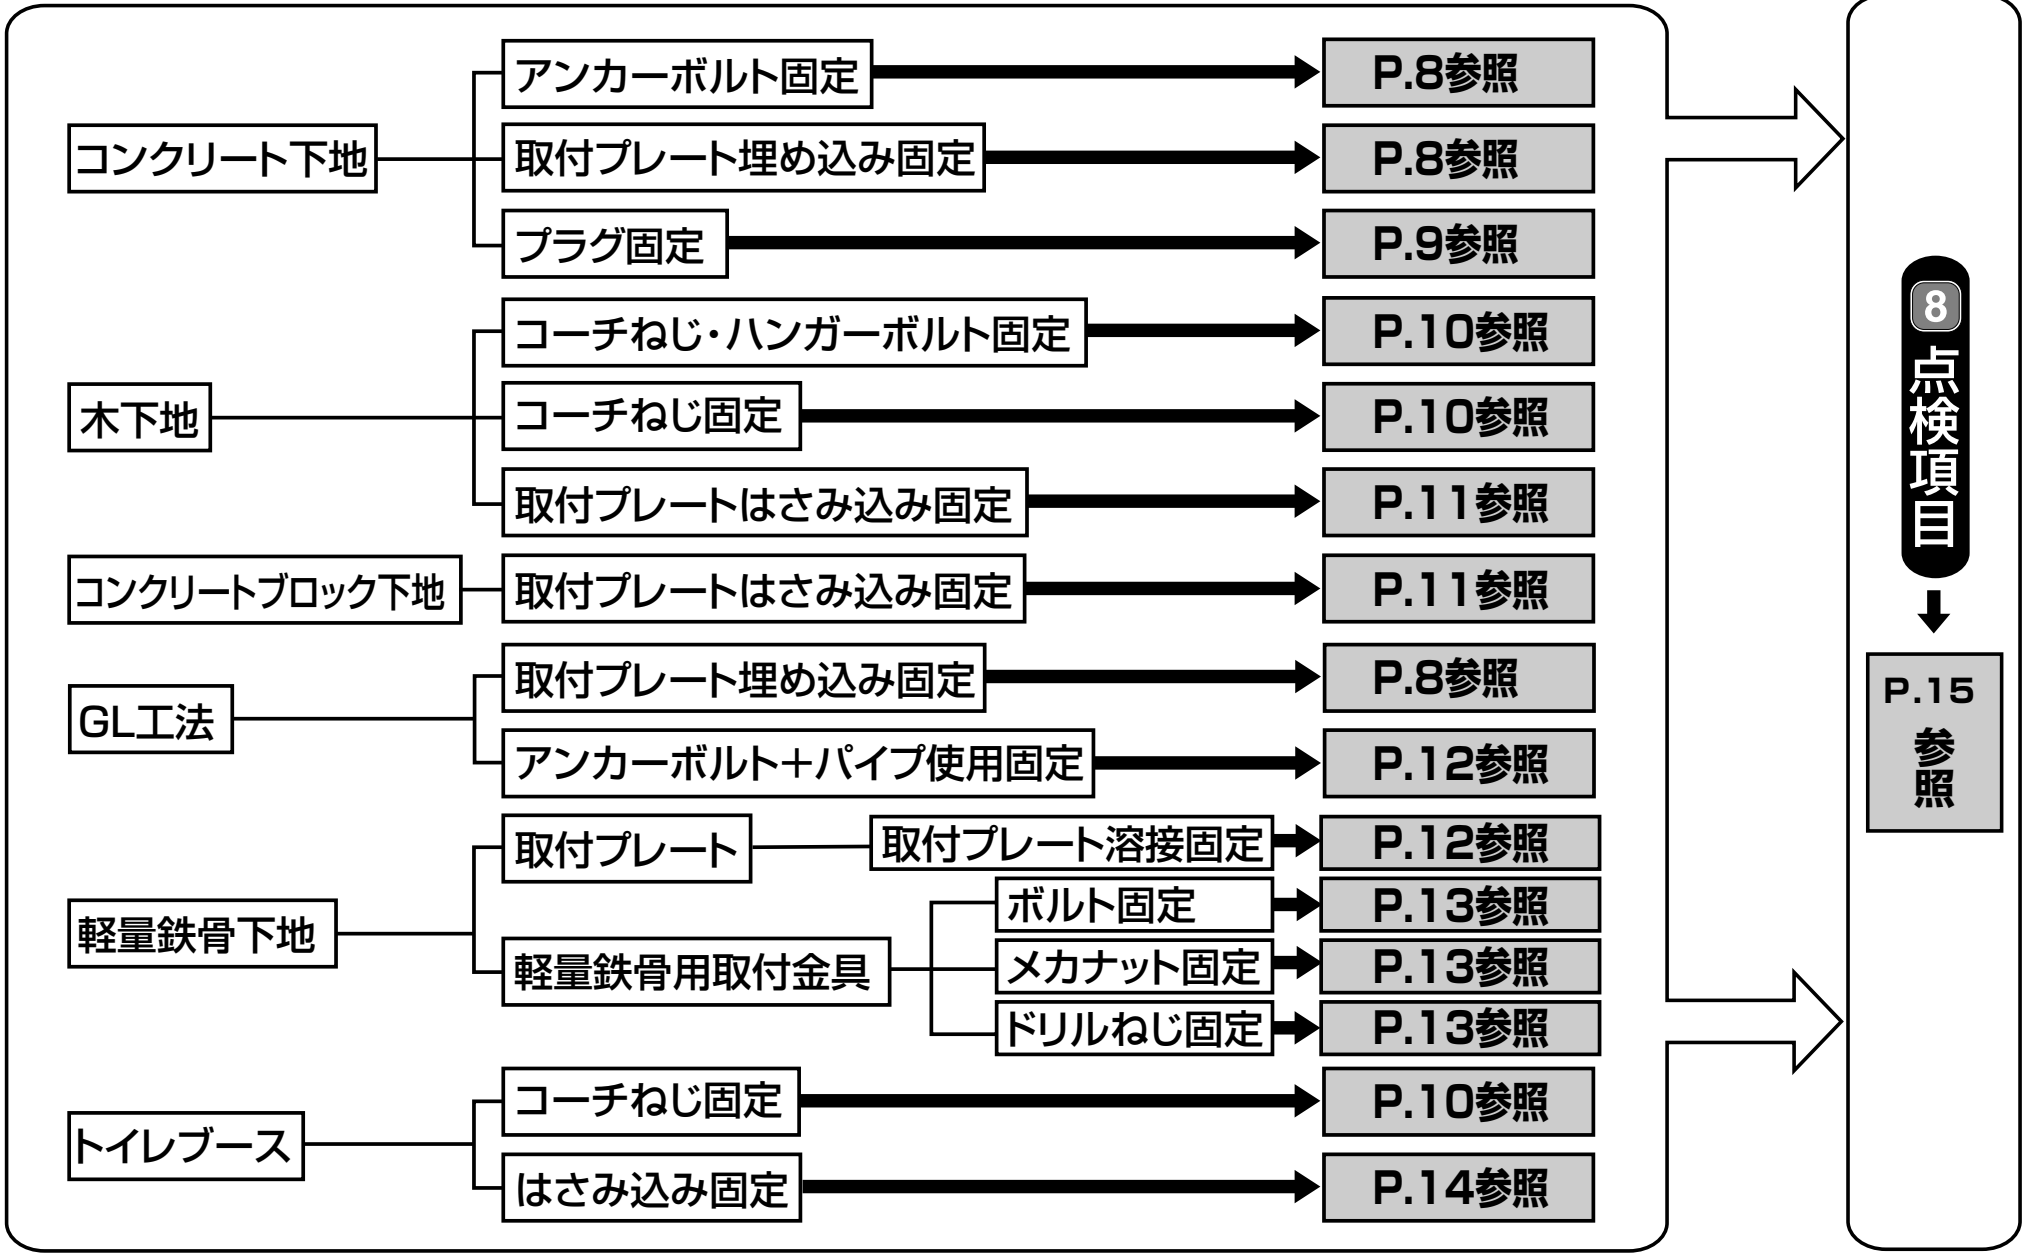 コンクリート下地
アンカーボルト固定
P.8参照
取付プレート埋め込み固定
P.8参照
プラグ固定
P.9参照
木下地
コーチねじ・ハンガーボルト固定
P.10参照
コーチねじ固定
P.10参照
取付プレートはさみ込み固定
P.11参照
コンクリートブロック下地
取付プレートはさみ込み固定
P.11参照
GL工法
取付プレート埋め込み固定
P.8参照
アンカーボルト＋パイプ使用固定
P.12参照
軽量鉄骨下地
取付プレート
取付プレート溶接固定
P.12参照
軽量鉄骨用取付金具
ボルト固定
P.13参照
メカナット固定
P.13参照
ドリルねじ固定
P.13参照
トイレブース
コーチねじ固定
P.10参照
はさみ込み固定
P.14参照
8点検項目
P.15
参照